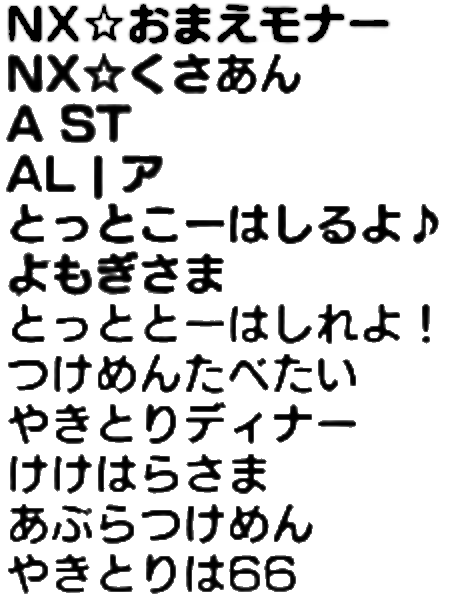 NX☆おまえモナー
NX☆くさあん
A ST
AL|ア
とっとこーはしるよ♪
よもぎさま
とっととーはしれよ！
つけめんたべたい
やきとりディナー
けけはらさま
あぶらつけめん
やきとりは66